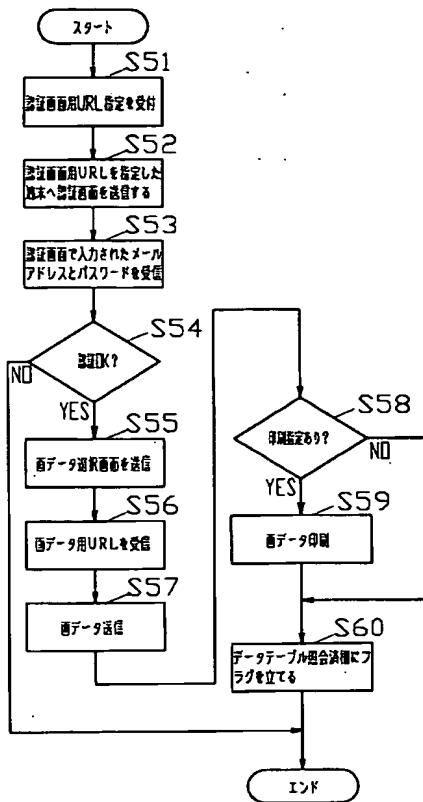 スタート
S51
認証画面用URL指定を受付
S52
認証画面用URLを指定した
端末へ認証画面を送信する
S53
認証画面で入力されたメール
アドレスとパスワードを受信
S54
認証OK?
NO
YES
S55
画データ選択画面を送信
S56
画データ用URLを受信
S57
画データ送信
S58
印刷指定あり?
NO
YES
S59
画データ印刷
S60
データテーブル照会済欄にフ
ラグを立てる
エンド